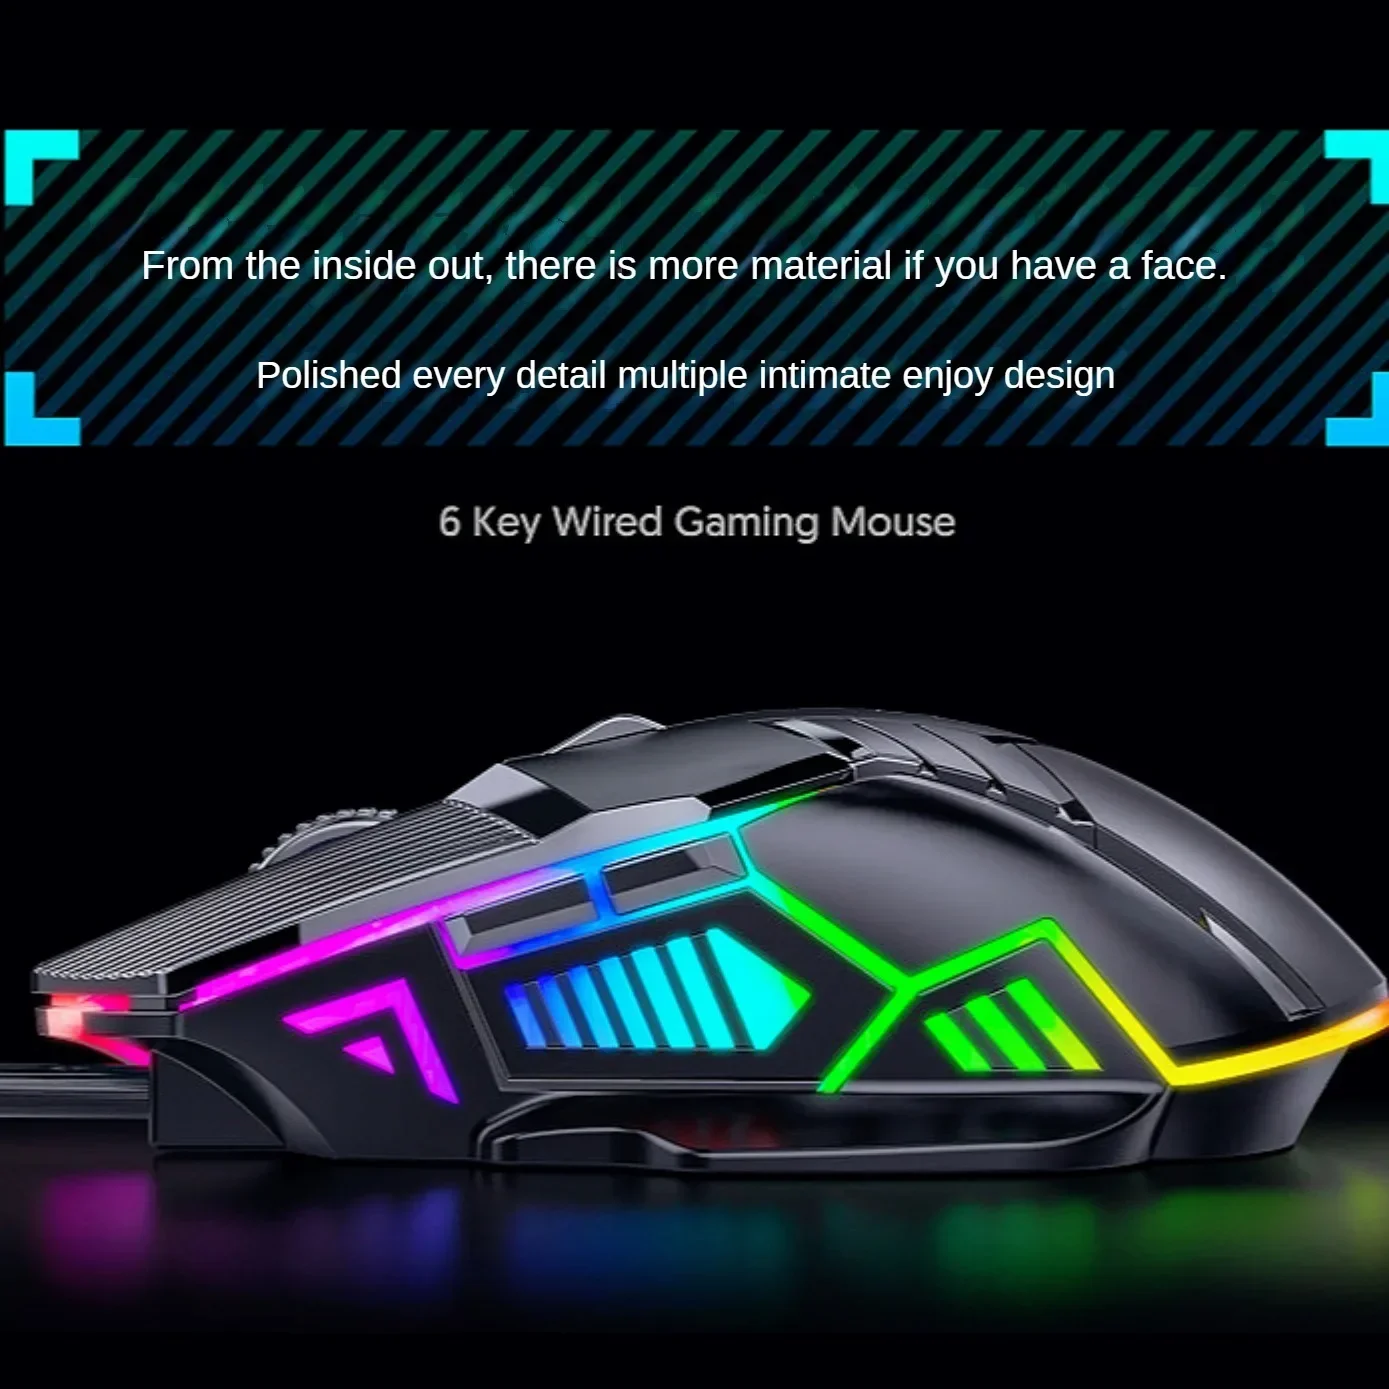 From the inside out, there is more material if you have a face.
Polished every detail multiple intimate enjoy design
6 Key Wired Gaming Mouse